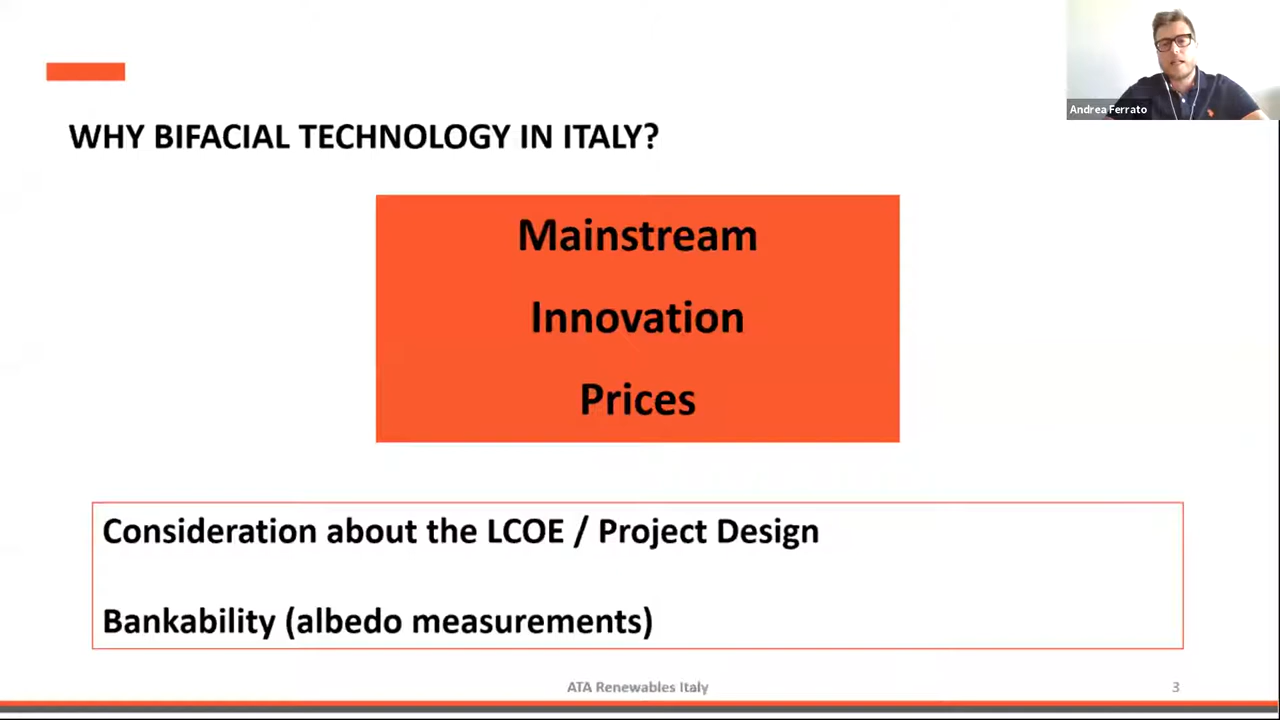 Andrea Ferrato
WHY BIFACIAL TECHNOLOGY IN ITALY?
Mainstream
Innovation
Prices
Consideration about the LCOE / Project Design
Bankability (albedo measurements)
ATA Renewables Italy
3